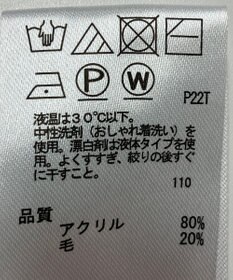 P
W
P22T
液温は30℃以下。
中性洗剤(おしゃれ着洗い)を
使用。漂白剤は液体タイプを使
用。よくすすぎ、絞りの後すぐ
に干すこと。
110
品質
アクリル 80%
毛 20%